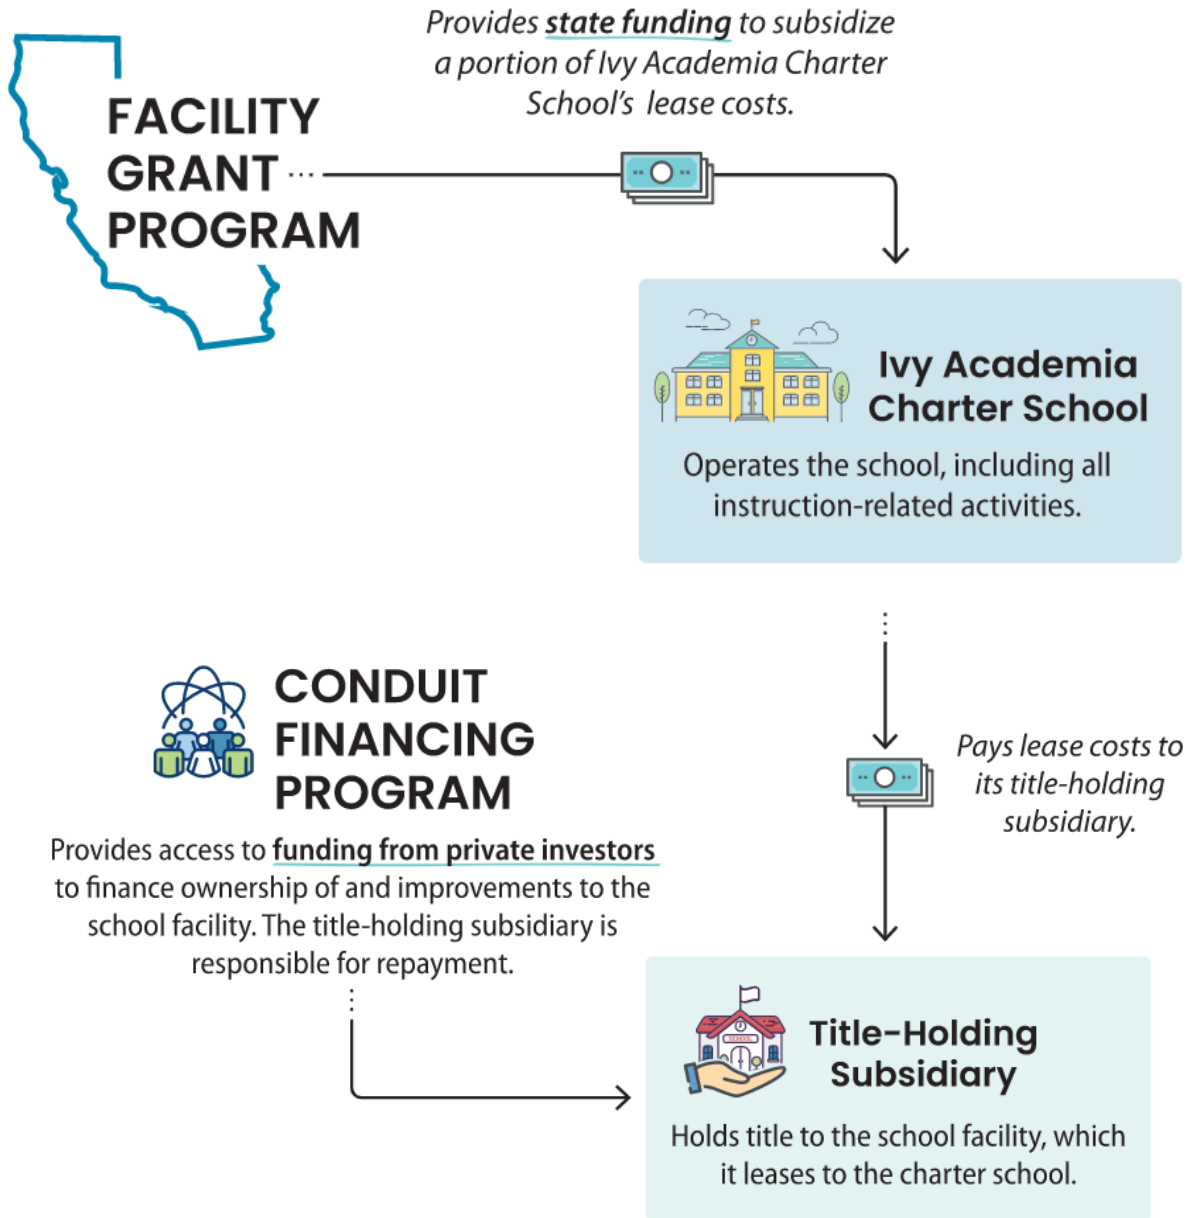 Provides state funding to subsidize
a portion of Ivy Academia Charter
School's lease costs.
FACILITY
GRANT
PROGRAM
Ivy Academia
Charter School
Operates the school, including all
instruction-related activities.
CONDUIT
FINANCING
PROGRAM
Provides access to funding from private investors
to finance ownership of and improvements to the
school facility. The title-holding subsidiary is
responsible for repayment.
Pays lease costs to
its title-holding
subsidiary.
SCHOOL
Title-Holding
Subsidiary
Holds title to the school facility, which
it leases to the charter school.